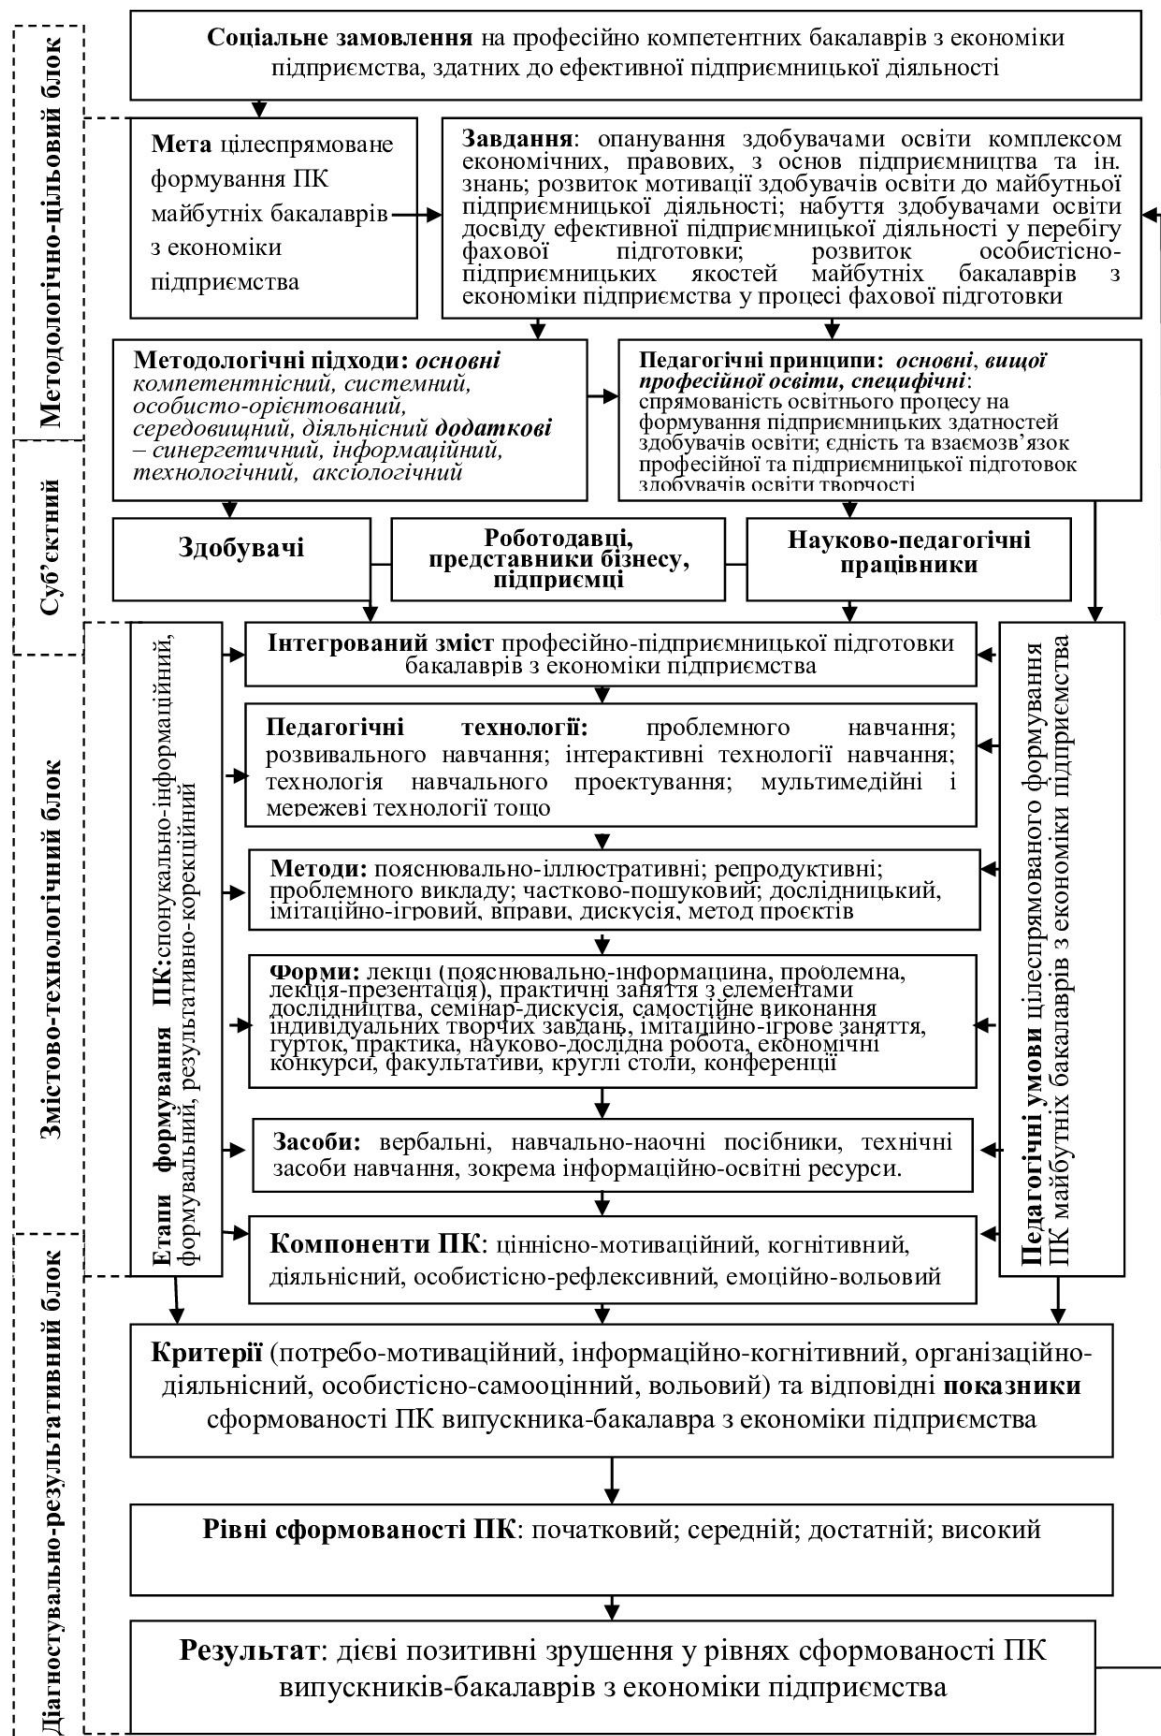 Методологічно-цільовий блок
Соціальне замовлення на професійно компетентних бакалаврів з економіки
підприємства, здатних до ефективної підприємницької діяльності
Мета цілеспрямоване
формування ПК
майбутніх бакалаврів
з економіки
підприємства
Завдання: опанування здобувачами освіти комплексом
економічних, правових, з основ підприємництва та ін.
знань; розвиток мотивації здобувачів освіти до майбутньої
підприємницької діяльності; набуття здобувачами освіти
досвіду ефективної підприємницької діяльності у перебігу
фахової підготовки; розвиток особистісно-
підприємницьких якостей майбутніх бакалаврів з
економіки підприємства у процесі фахової підготовки
Методологічні підходи: основні
компетентнісний, системний,
особисто-орієнтований,
середовищний, діяльнісний додаткові
– синергетичний, інформаційний,
технологічний, аксіологічний
Педагогічні принципи: основні, вищої
професійної освіти, специфічні:
спрямованість освітнього процесу на
формування підприємницьких здатностей
здобувачів освіти; єдність та взаємозв’язок
професійної та підприємницької підготовок
здобувачів освіти творчості
Суб’єктний
Здобувачі
Роботодавці,
представники бізнесу,
підприємці
Науково-педагогічні
працівники
Змістово-технологічний блок
Етапи формування ПК:спонукально-інформаційний,
формувальний, результативно-корекційний
Інтегрований зміст професійно-підприємницької підготовки
бакалаврів з економіки підприємства
Педагогічні технології: проблемного навчання;
розвивального навчання; інтерактивні технології навчання;
технологія навчального проектування; мультимедійні і
мережеві технології тощо
Методи: пояснювально-іллюстративні; репродуктивні;
проблемного викладу; частково-пошуковий; дослідницький,
імітаційно-ігровий, вправи, дискусія, метод проєктів
Форми: лекції (пояснювально-інформаційна, проблемна,
лекція-презентація), практичні заняття з елементами
дослідництва, семінар-дискусія, самостійне виконання
індивідуальних творчих завдань, імітаційно-ігрове заняття,
гурток, практика, науково-дослідна робота, економічні
конкурси, факультативи, круглі столи, конференції
Засоби: вербальні, навчально-наочні посібники, технічні
засоби навчання, зокрема інформаційно-освітні ресурси.
Компоненти ПК: ціннісно-мотиваційний, когнітивний,
діяльнісний, особистісно-рефлексивний, емоційно-вольовий
Педагогічні умови цілеспрямованого формування
ПК майбутніх бакалаврів з економіки підприємства
Діагностувально-результативний блок
Критерії (потребо-мотиваційний, інформаційно-когнітивний, організаційно-
діяльнісний, особистісно-самооцінний, вольовий) та відповідні показники
сформованості ПК випускника-бакалавра з економіки підприємства
Рівні сформованості ПК: початковий; середній; достатній; високий
Результат: дієві позитивні зрушення у рівнях сформованості ПК
випускників-бакалаврів з економіки підприємства